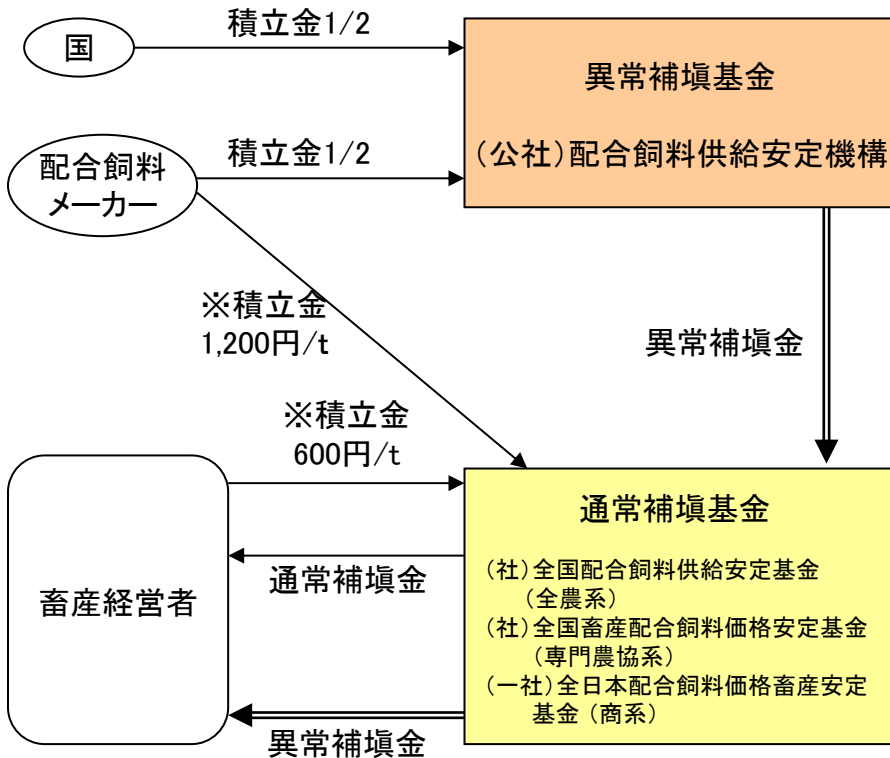 国
積立金1/2
異常補塡基金
(公社)配合飼料供給安定機構
配合飼料
メーカー
積立金1/2
※積立金
1,200円/t
異常補塡金
※積立金
600円/t
畜産経営者
通常補塡金
異常補塡金
通常補塡基金
(社)全国配合飼料供給安定基金
(全農系)
(社)全国畜産配合飼料価格安定基金
(専門農協系)
(一社)全日本配合飼料価格畜産安定
基金(商系)